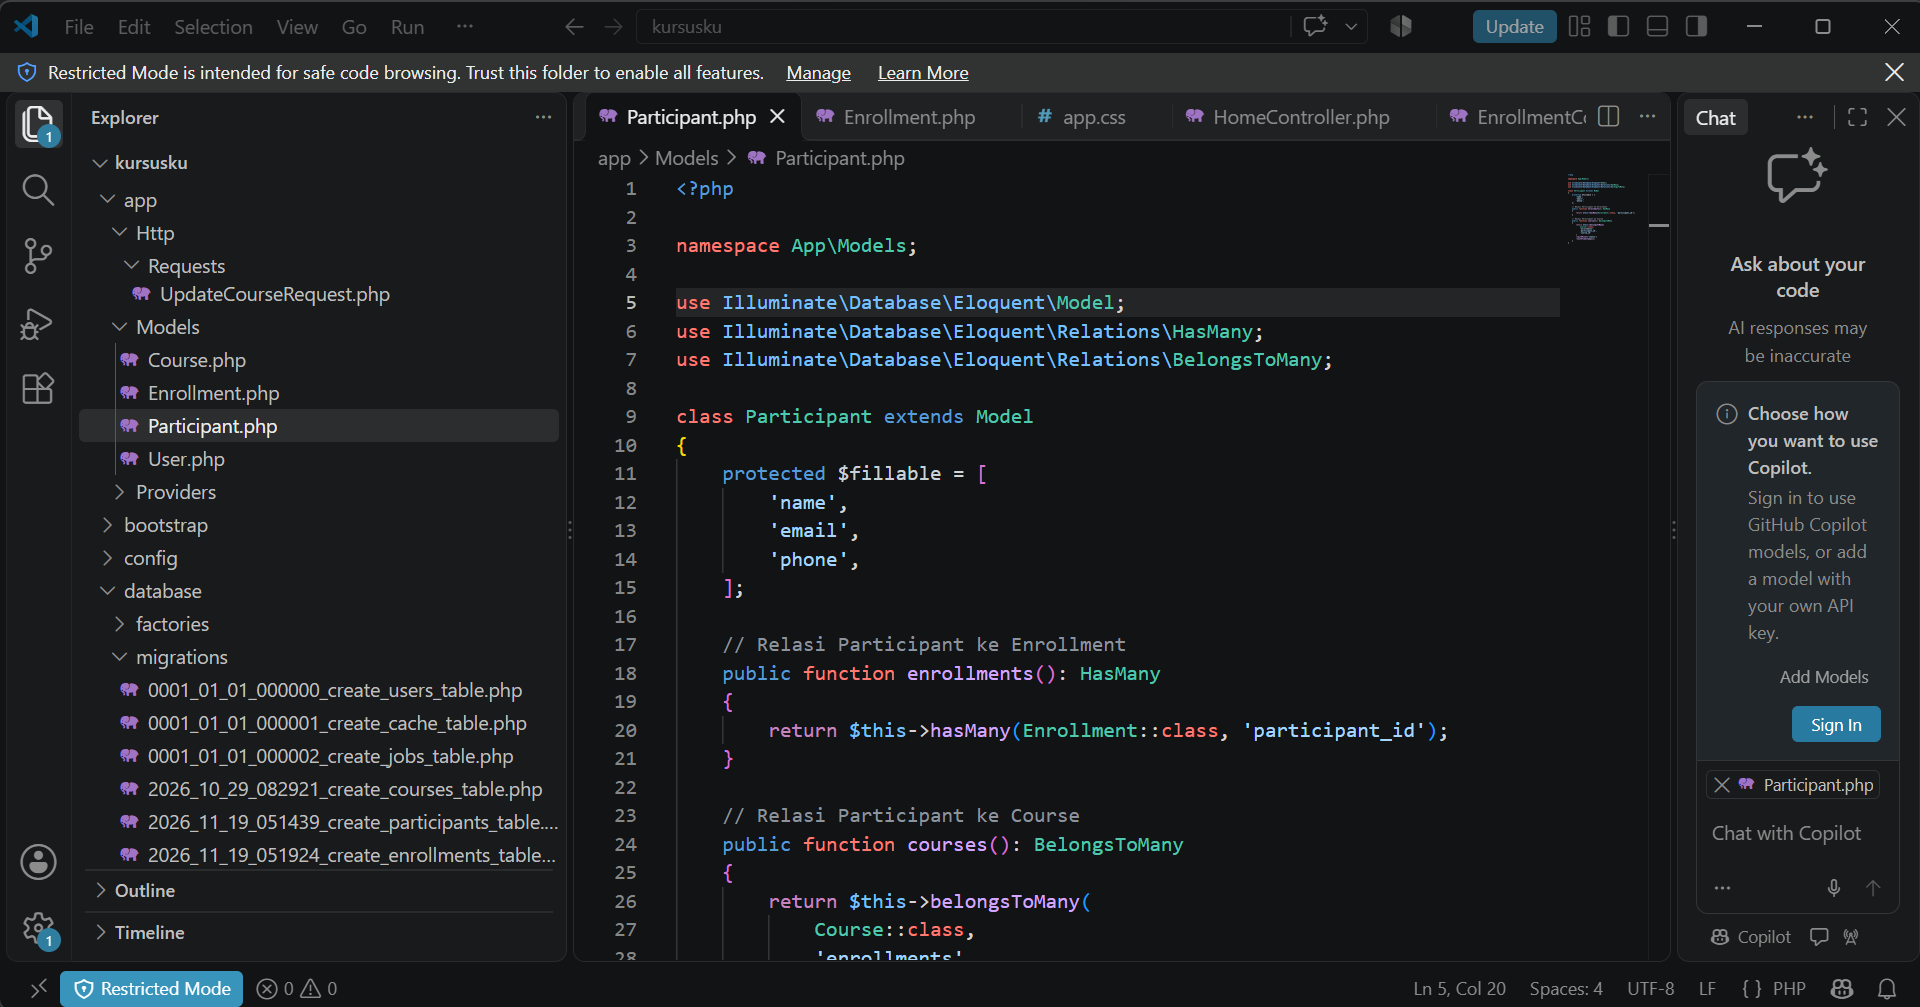 File Edit Selection View Go Run ···
kursusku
Update
Restricted Mode is intended for safe code browsing. Trust this folder to enable all features. Manage Learn More
1
Explorer
···
kursusku
app
Http
Requests
UpdateCourseRequest.php
Models
Course.php
Enrollment.php
Participant.php
User.php
Providers
bootstrap
config
database
factories
migrations
0001_01_01_000000_create_users_table.php
0001_01_01_000001_create_cache_table.php
0001_01_01_000002_create_jobs_table.php
2026_10_29_082921_create_courses_table.php
2026_11_19_051439_create_participants_table....
2026_11_19_051924_create_enrollments_table...
Outline
Timeline
1
Participant.php Enrollment.php # app.css HomeController.php EnrollmentCo ···
app > Models > Participant.php
1 <?php
2
3 namespace App\Models;
4
5 use Illuminate\Database\Eloquent\Model;
6 use Illuminate\Database\Eloquent\Relations\HasMany;
7 use Illuminate\Database\Eloquent\Relations\BelongsToMany;
8
9 class Participant extends Model
10 {
11 protected $fillable = [
12 'name',
13 'email',
14 'phone',
15 ];
16
17 // Relasi Participant ke Enrollment
18 public function enrollments(): HasMany
19 {
20 return $this->hasMany(Enrollment::class, 'participant_id');
21 }
22
23 // Relasi Participant ke Course
24 public function courses(): BelongsToMany
25 {
26 return $this->belongsToMany(
27 Course::class,
28 'enrollments'
Chat ···
Ask about your
code
AI responses may
be inaccurate
Choose how
you want to use
Copilot.
Sign in to use
GitHub Copilot
models, or add
a model with
your own API
key.
Add Models
Sign In
Participant.php
Chat with Copilot
···
Copilot
Restricted Mode 0 0
Ln 5, Col 20 Spaces: 4 UTF-8 LF { } PHP